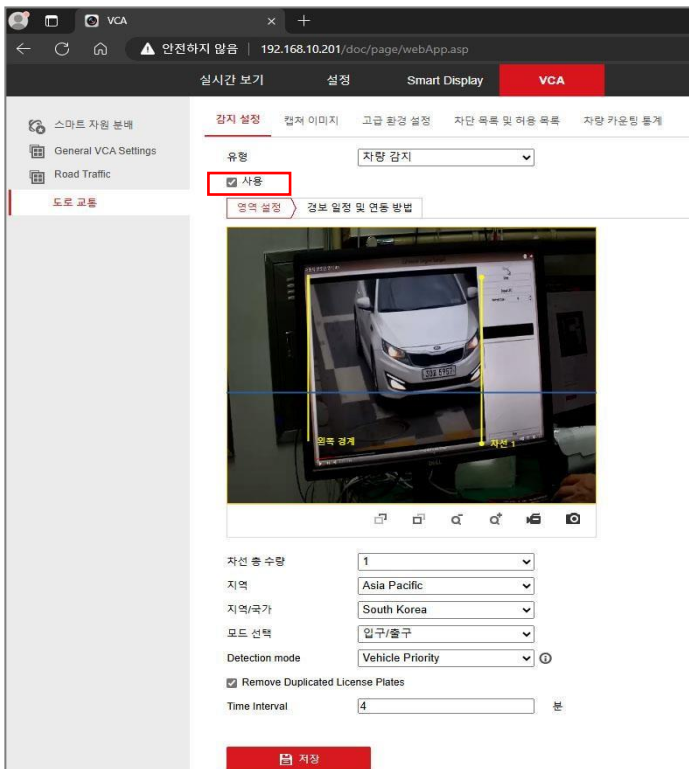 VCA
안전하지 않음 192.168.10.201/doc/page/webApp.asp
실시간 보기 설정 Smart Display VCA
스마트 자원 분배
General VCA Settings
Road Traffic
도로 교통
감지 설정 캡쳐 이미지 고급 환경 설정 차단 목록 및 허용 목록 차량 카운팅 통계
유형 차량 감지
사용
영역 설정 경보 일정 및 연동 방법
왼쪽 경계
차선 1
DELL
차선 총 수량 1
지역 Asia Pacific
지역/국가 South Korea
모드 선택 입구/출구
Detection mode Vehicle Priority
Remove Duplicated License Plates
Time Interval 4 분
저장